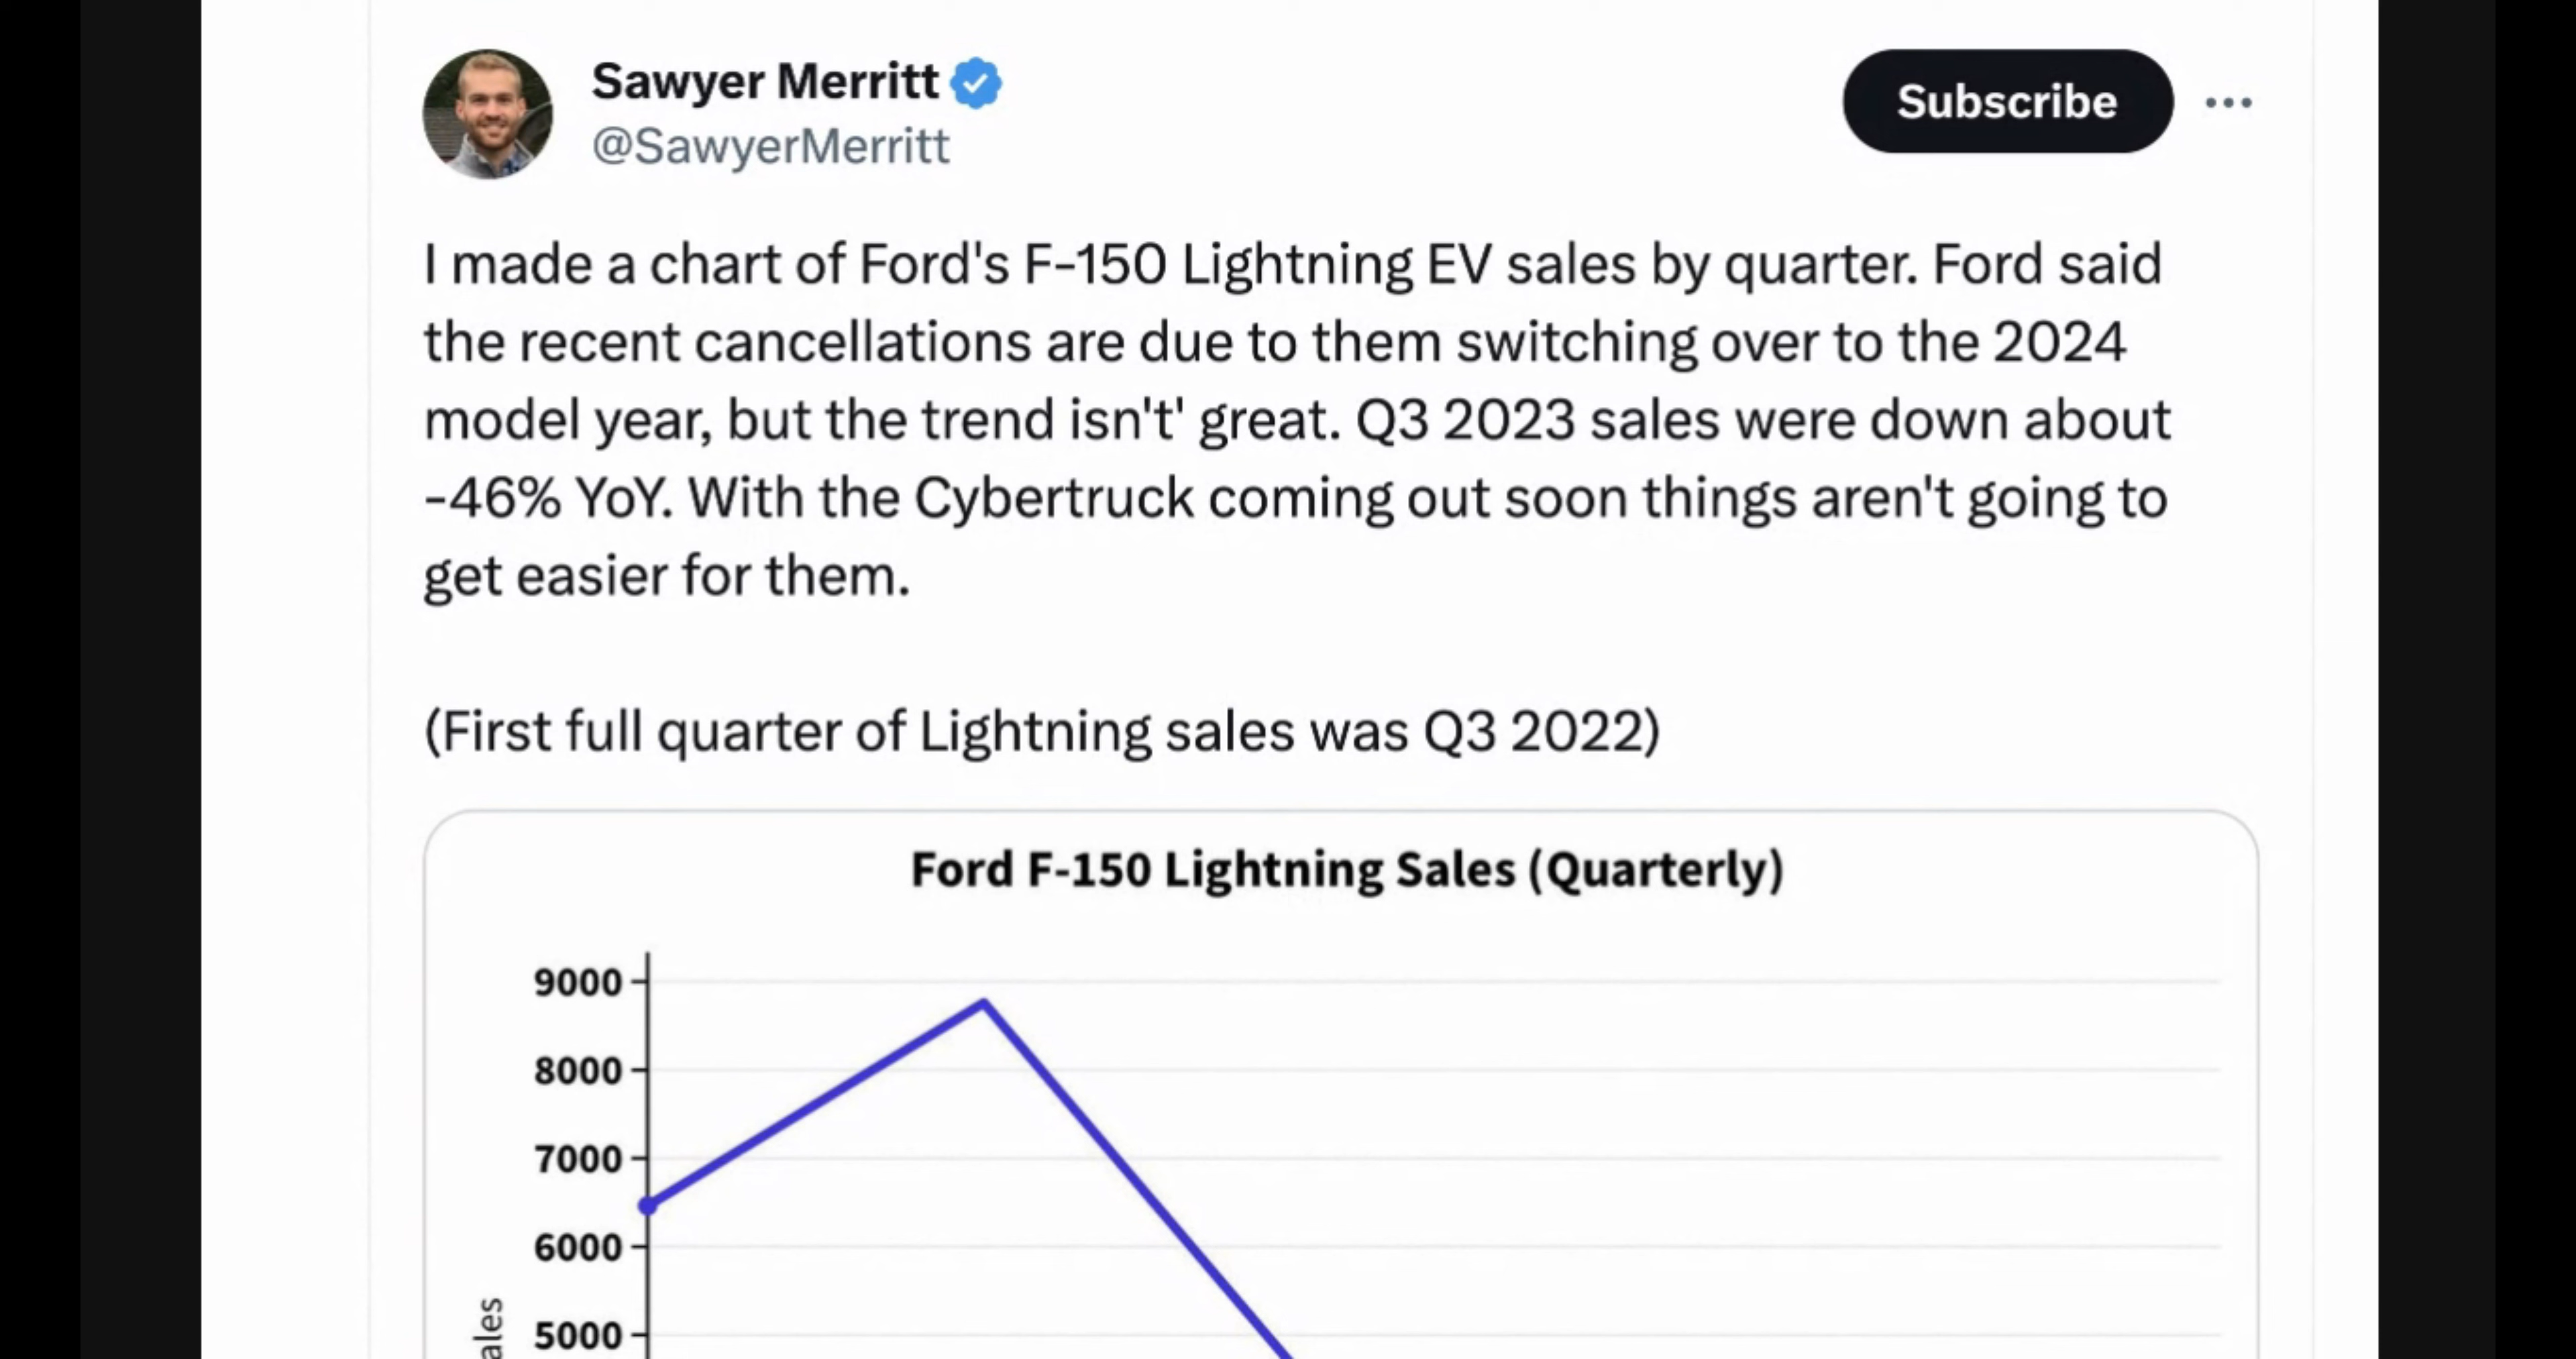 Sawyer Merritt
@SawyerMerritt
Subscribe
I made a chart of Ford's F-150 Lightning EV sales by quarter. Ford said
the recent cancellations are due to them switching over to the 2024
model year, but the trend isn't' great. Q3 2023 sales were down about
-46% YoY. With the Cybertruck coming out soon things aren't going to
get easier for them.
(First full quarter of Lightning sales was Q3 2022)
Ford F-150 Lightning Sales (Quarterly)
9000
8000
7000
6000
5000
ales